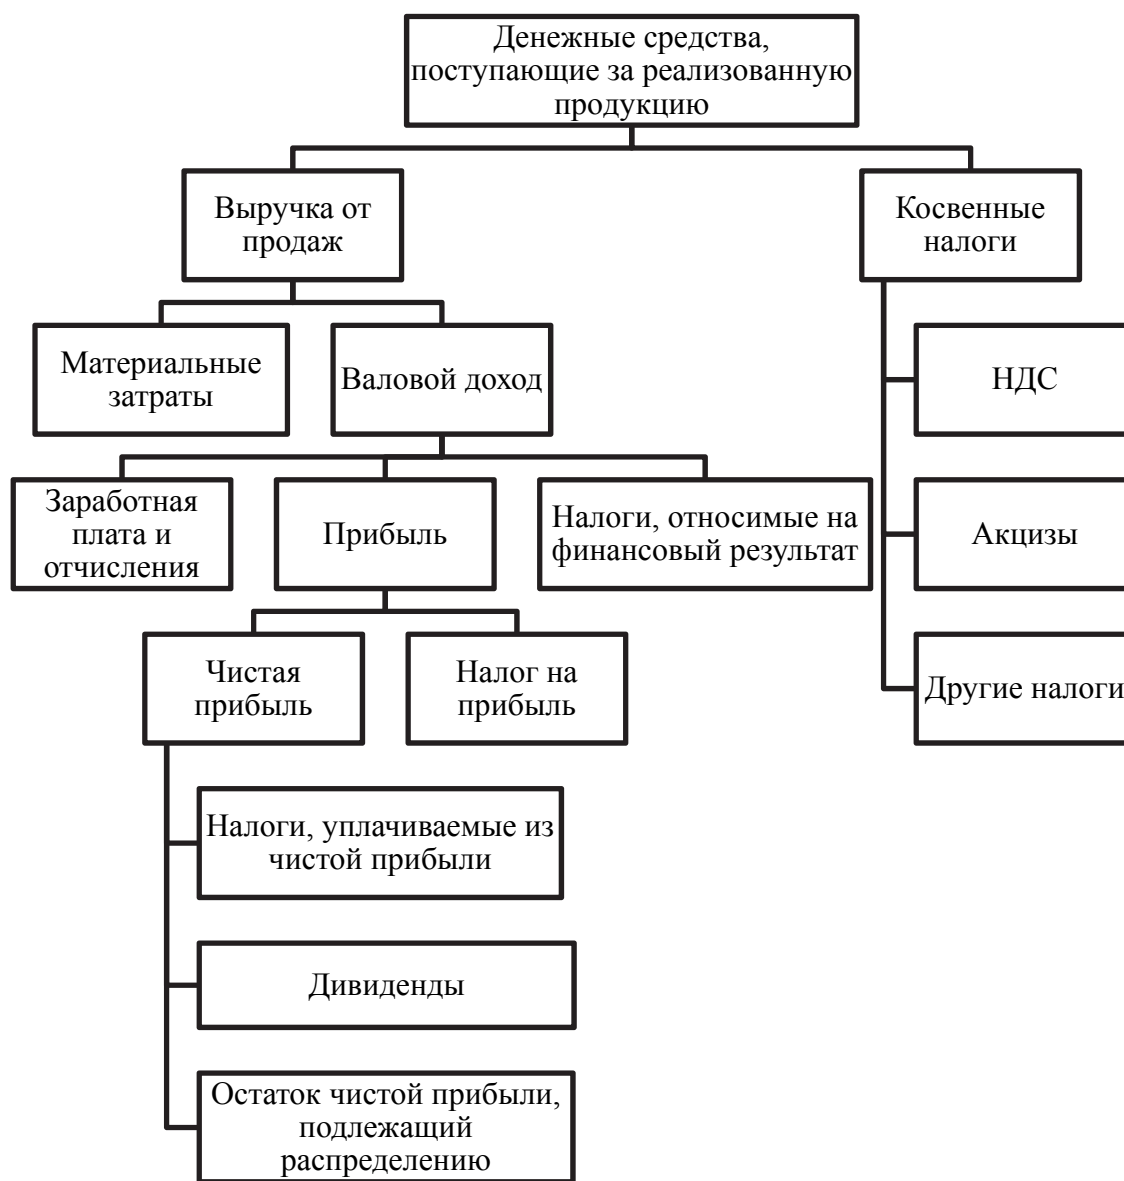 Денежные средства,
поступающие за реализованную
продукцию
Выручка от
продаж
Косвенные
налоги
Материальные
затраты
Валовой доход
НДС
Заработная
плата и
отчисления
Прибыль
Налоги, относимые на
финансовый результат
Акцизы
Чистая
прибыль
Налог на
прибыль
Другие налоги
Налоги, уплачиваемые из
чистой прибыли
Дивиденды
Остаток чистой прибыли,
подлежащий
распределению